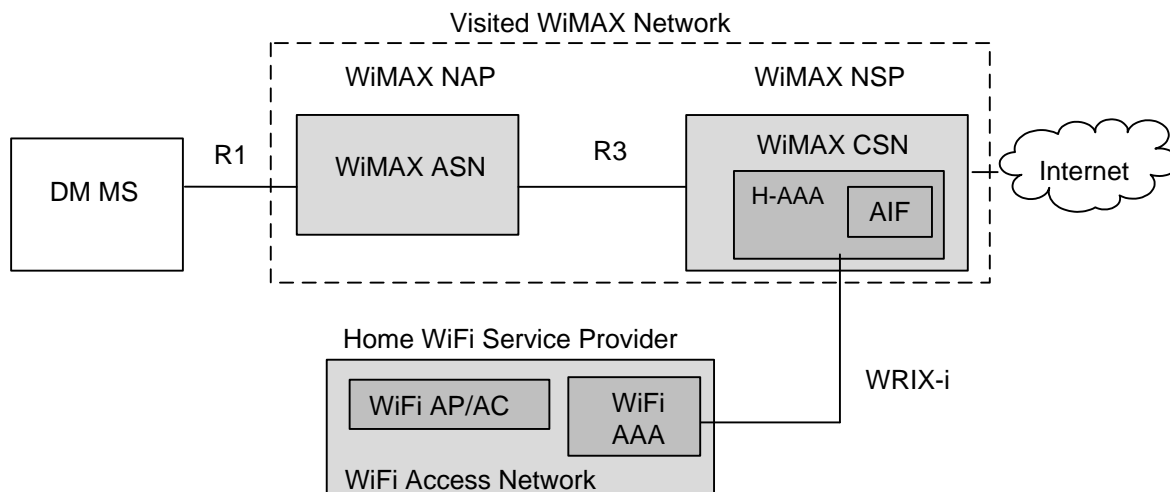 Visited WiMAX Network
WiMAX NAP
WiMAX NSP
DM MS
R1
WiMAX ASN
R3
WiMAX CSN
H-AAA
AIF
Internet
Home WiFi Service Provider
WiFi AP/AC
WiFi
AAA
WRIX-i
WiFi Access Network